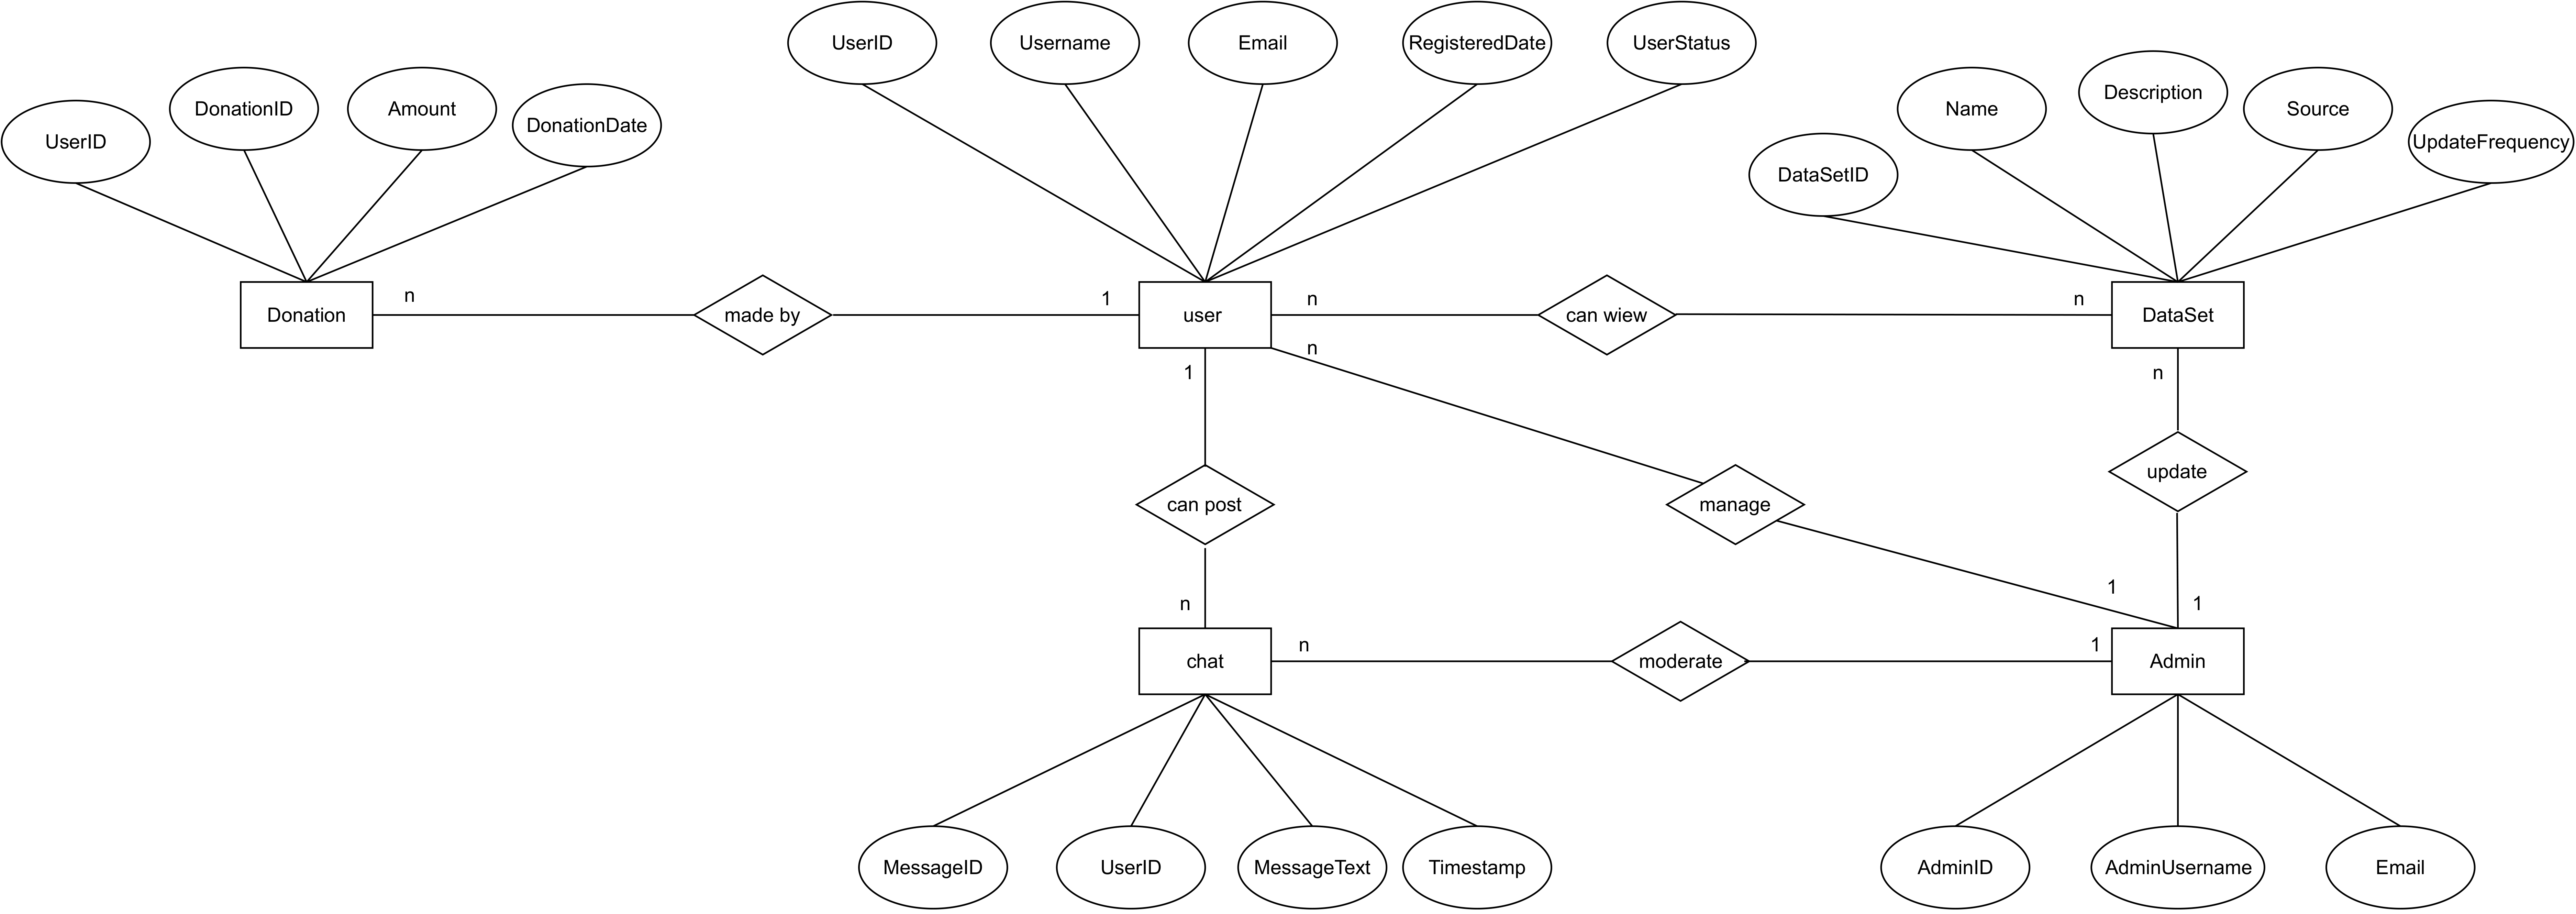 UserID
Username
Email
RegisteredDate
UserStatus
UserID
DonationID
Amount
DonationDate
DataSetID
Name
Description
Source
UpdateFrequency
Donation
n
made by
1
user
n
can wiew
n
DataSet
1
n
n
can post
manage
update
n
1
1
chat
n
moderate
1
Admin
MessageID
UserID
MessageText
Timestamp
AdminID
AdminUsername
Email